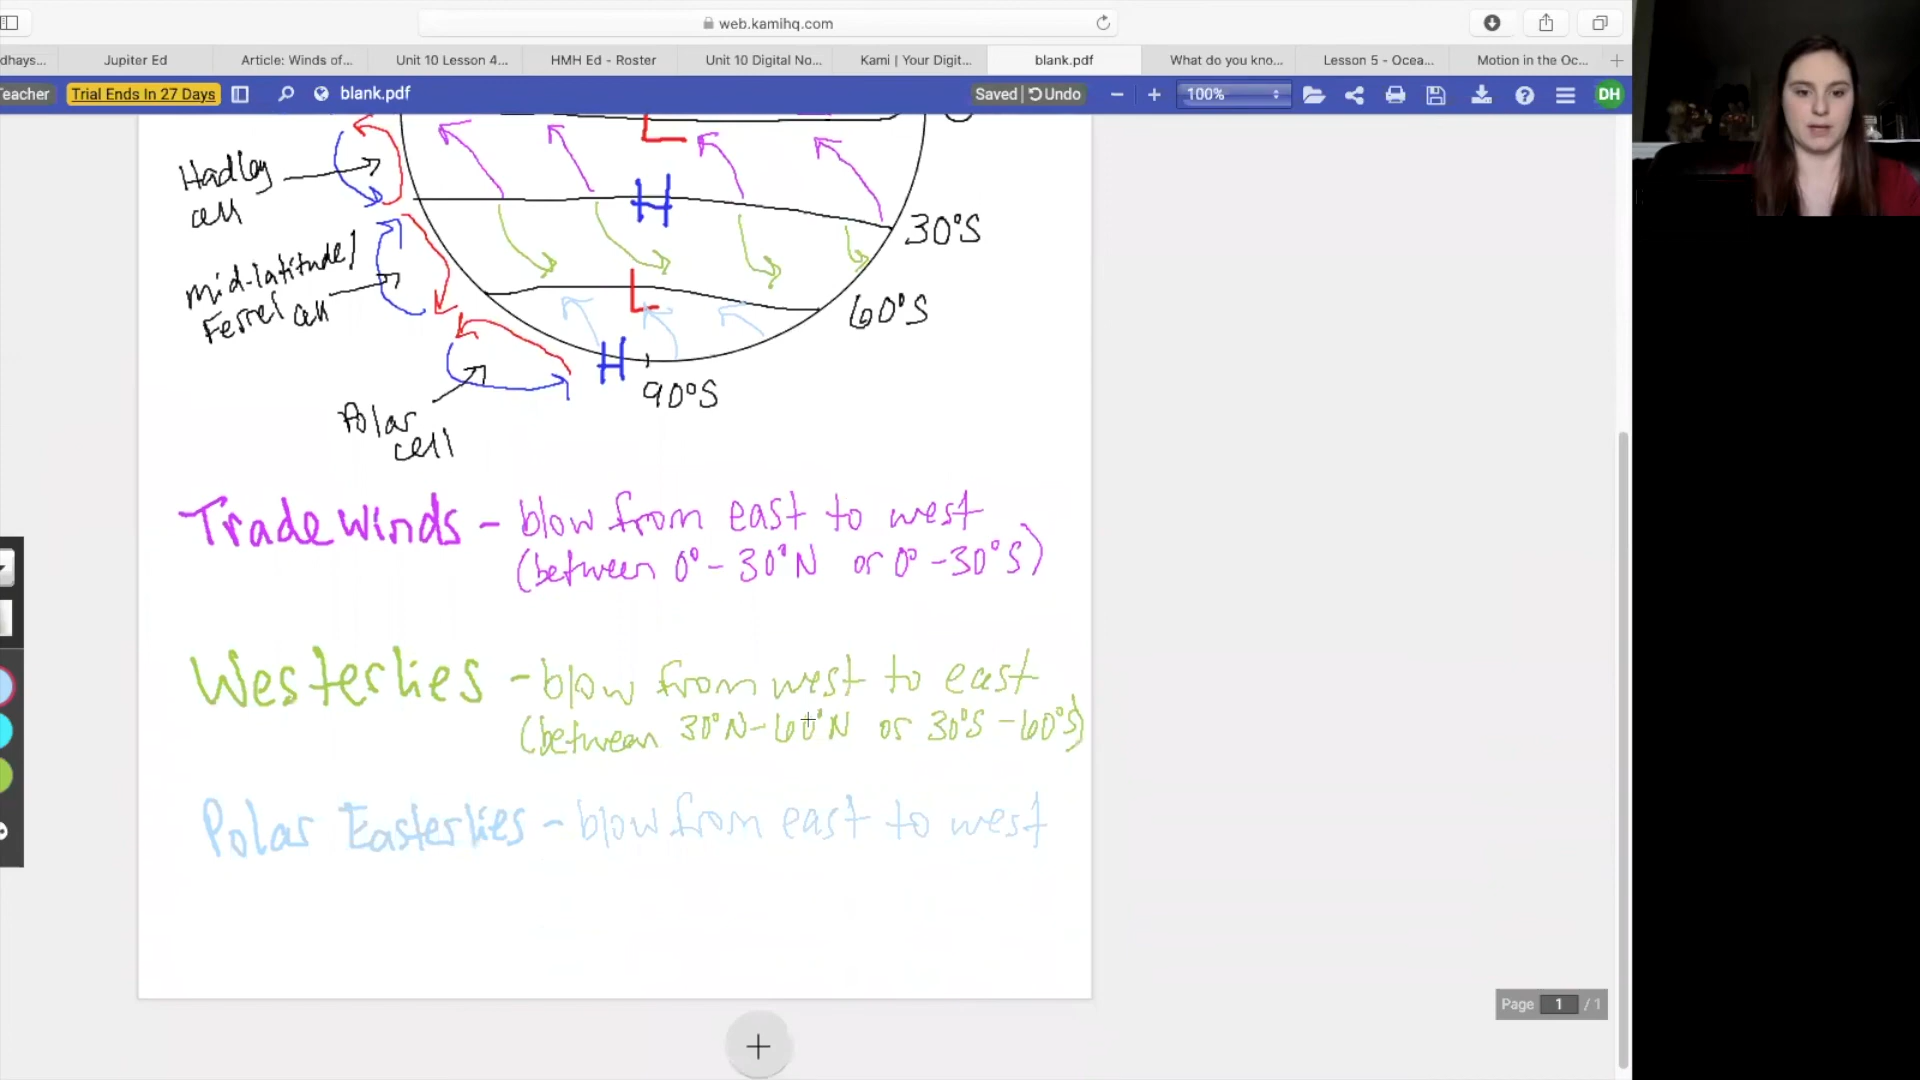 web.kamihq.com
dhays...
Jupiter Ed
Article: Winds of...
Unit 10 Lesson 4...
HMH Ed - Roster
Unit 10 Digital No...
Kami | Your Digit...
blank.pdf
What do you kno...
Lesson 5 - Ocea...
Motion in the Oc...
Teacher
Trial Ends In 27 Days
blank.pdf
Saved
Undo
100%
DH
L
Hadley
cell
H
30°S
mid-latitude/
Ferrel cell
L
60°S
H
90°S
Polar
cell
Trade winds - blow from east to west
(between 0° - 30°N or 0° - 30°S)
Westerlies - blow from west to east
(between 30°N - 60°N or 30°S - 60°S)
Polar Easterlies - blow from east to west
Page 1 / 1